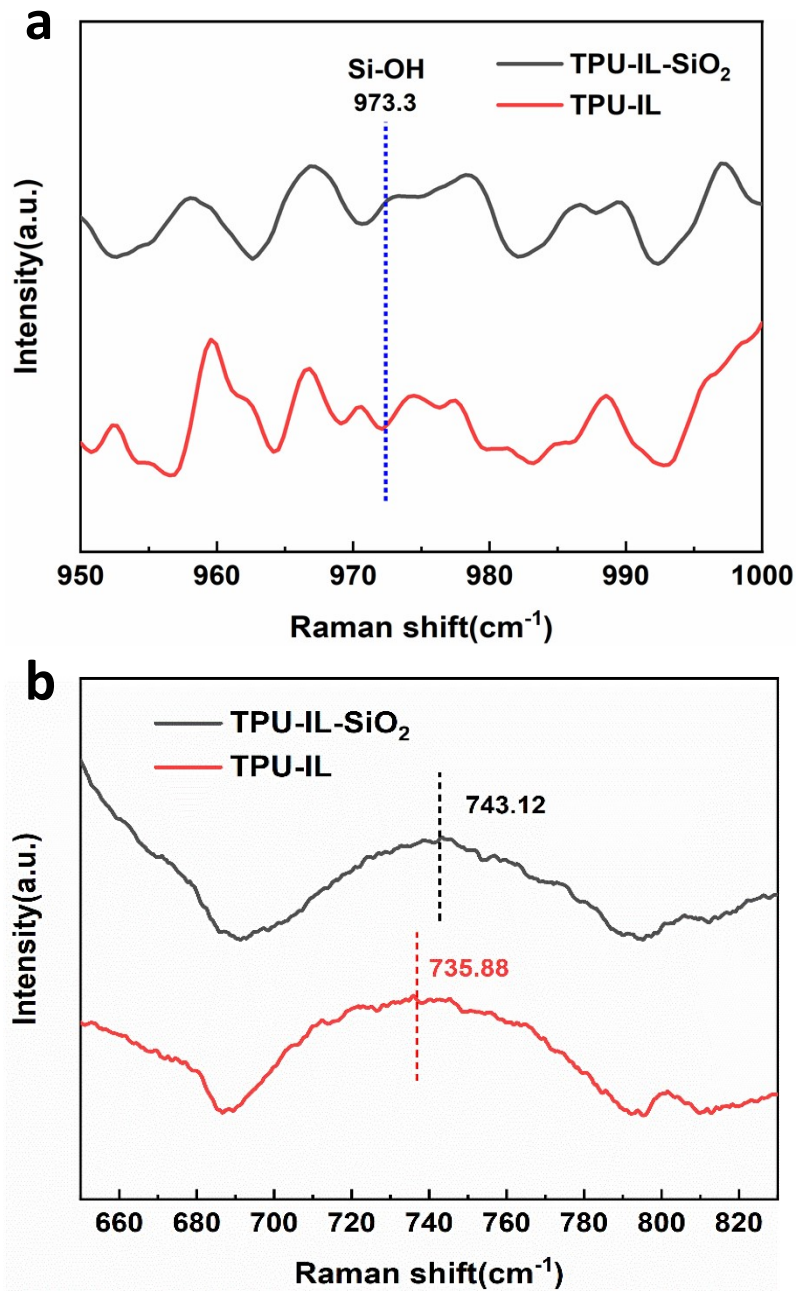 a
Si-OH
973.3
TPU-IL-SiO₂
TPU-IL
Intensity(a.u.)
950 960 970 980 990 1000
Raman shift(cm⁻¹)
b
TPU-IL-SiO₂
TPU-IL
743.12
735.88
Intensity(a.u.)
660 680 700 720 740 760 780 800 820
Raman shift(cm⁻¹)